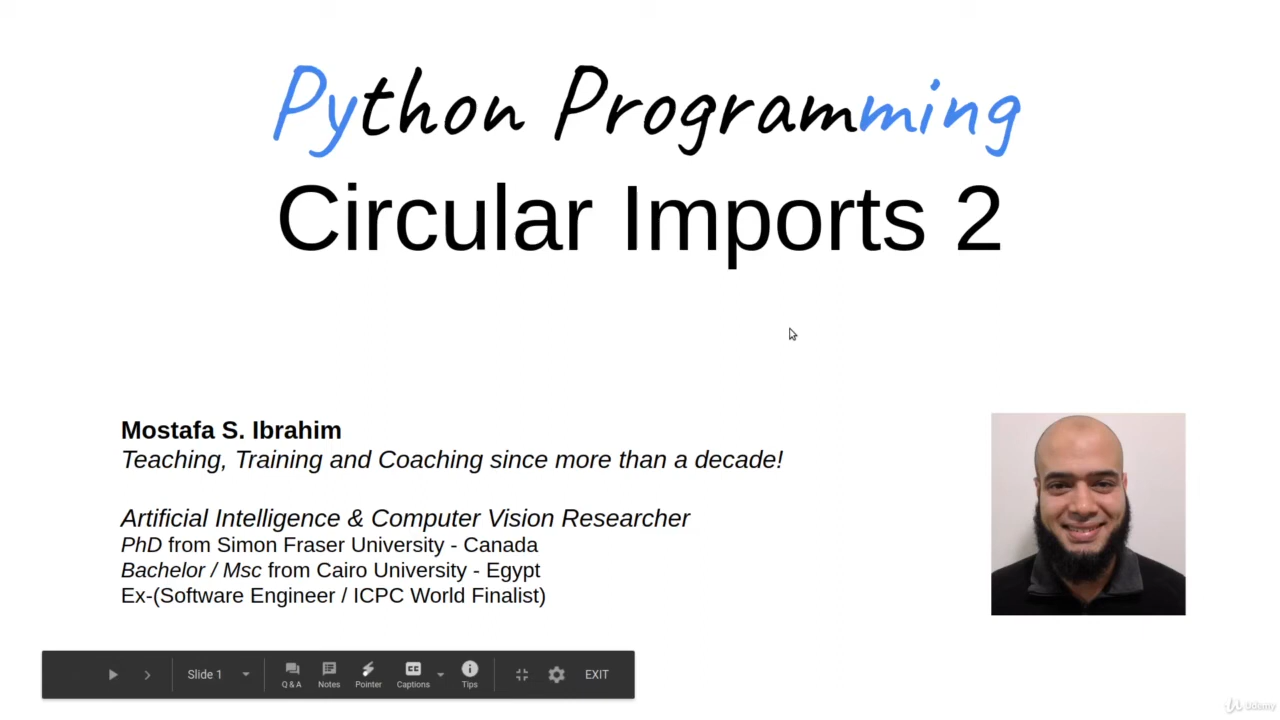 Python Programming
Circular Imports 2
Mostafa S. Ibrahim
Teaching, Training and Coaching since more than a decade!
Artificial Intelligence & Computer Vision Researcher
PhD from Simon Fraser University - Canada
Bachelor / Msc from Cairo University - Egypt
Ex-(Software Engineer / ICPC World Finalist)
Slide 1
Q & A
Notes
Pointer
CC
Captions
Tips
EXIT
Udemy